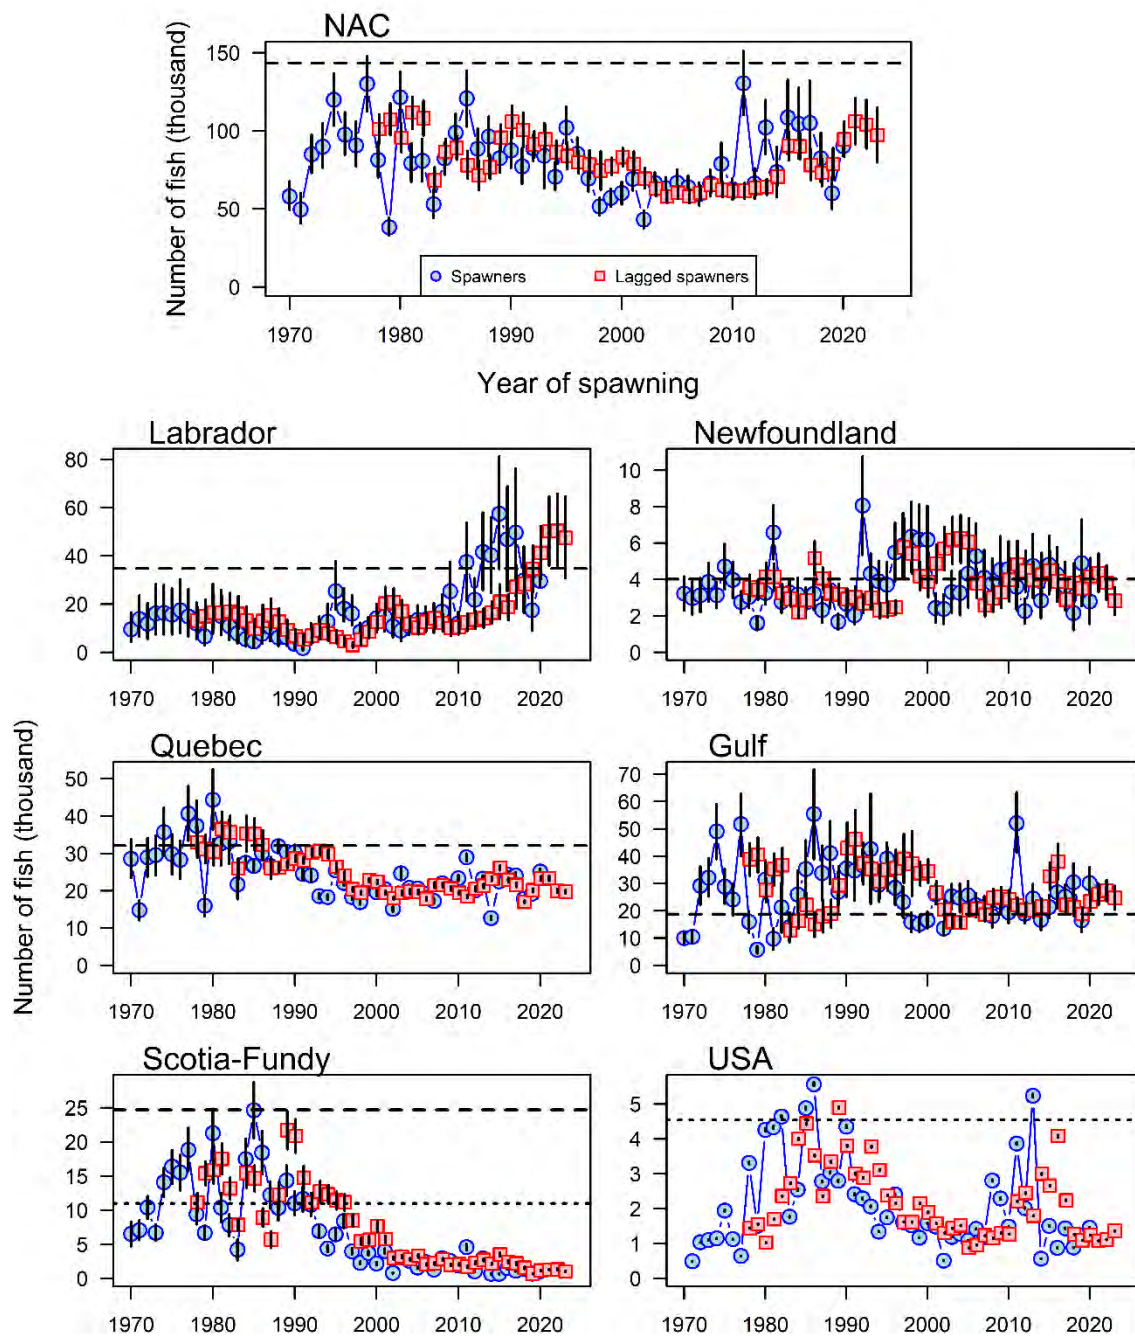 NAC
Number of fish (thousand)
150
100
50
0
Spawners
Lagged spawners
1970 1980 1990 2000 2010 2020
Year of spawning
Number of fish (thousand)
Labrador
80
60
40
20
0
1970 1980 1990 2000 2010 2020
Newfoundland
10
8
6
4
2
0
1970 1980 1990 2000 2010 2020
Quebec
50
40
30
20
10
0
1970 1980 1990 2000 2010 2020
Gulf
70
60
50
40
30
20
10
0
1970 1980 1990 2000 2010 2020
Scotia-Fundy
25
20
15
10
5
0
1970 1980 1990 2000 2010 2020
USA
5
4
3
2
1
0
1970 1980 1990 2000 2010 2020